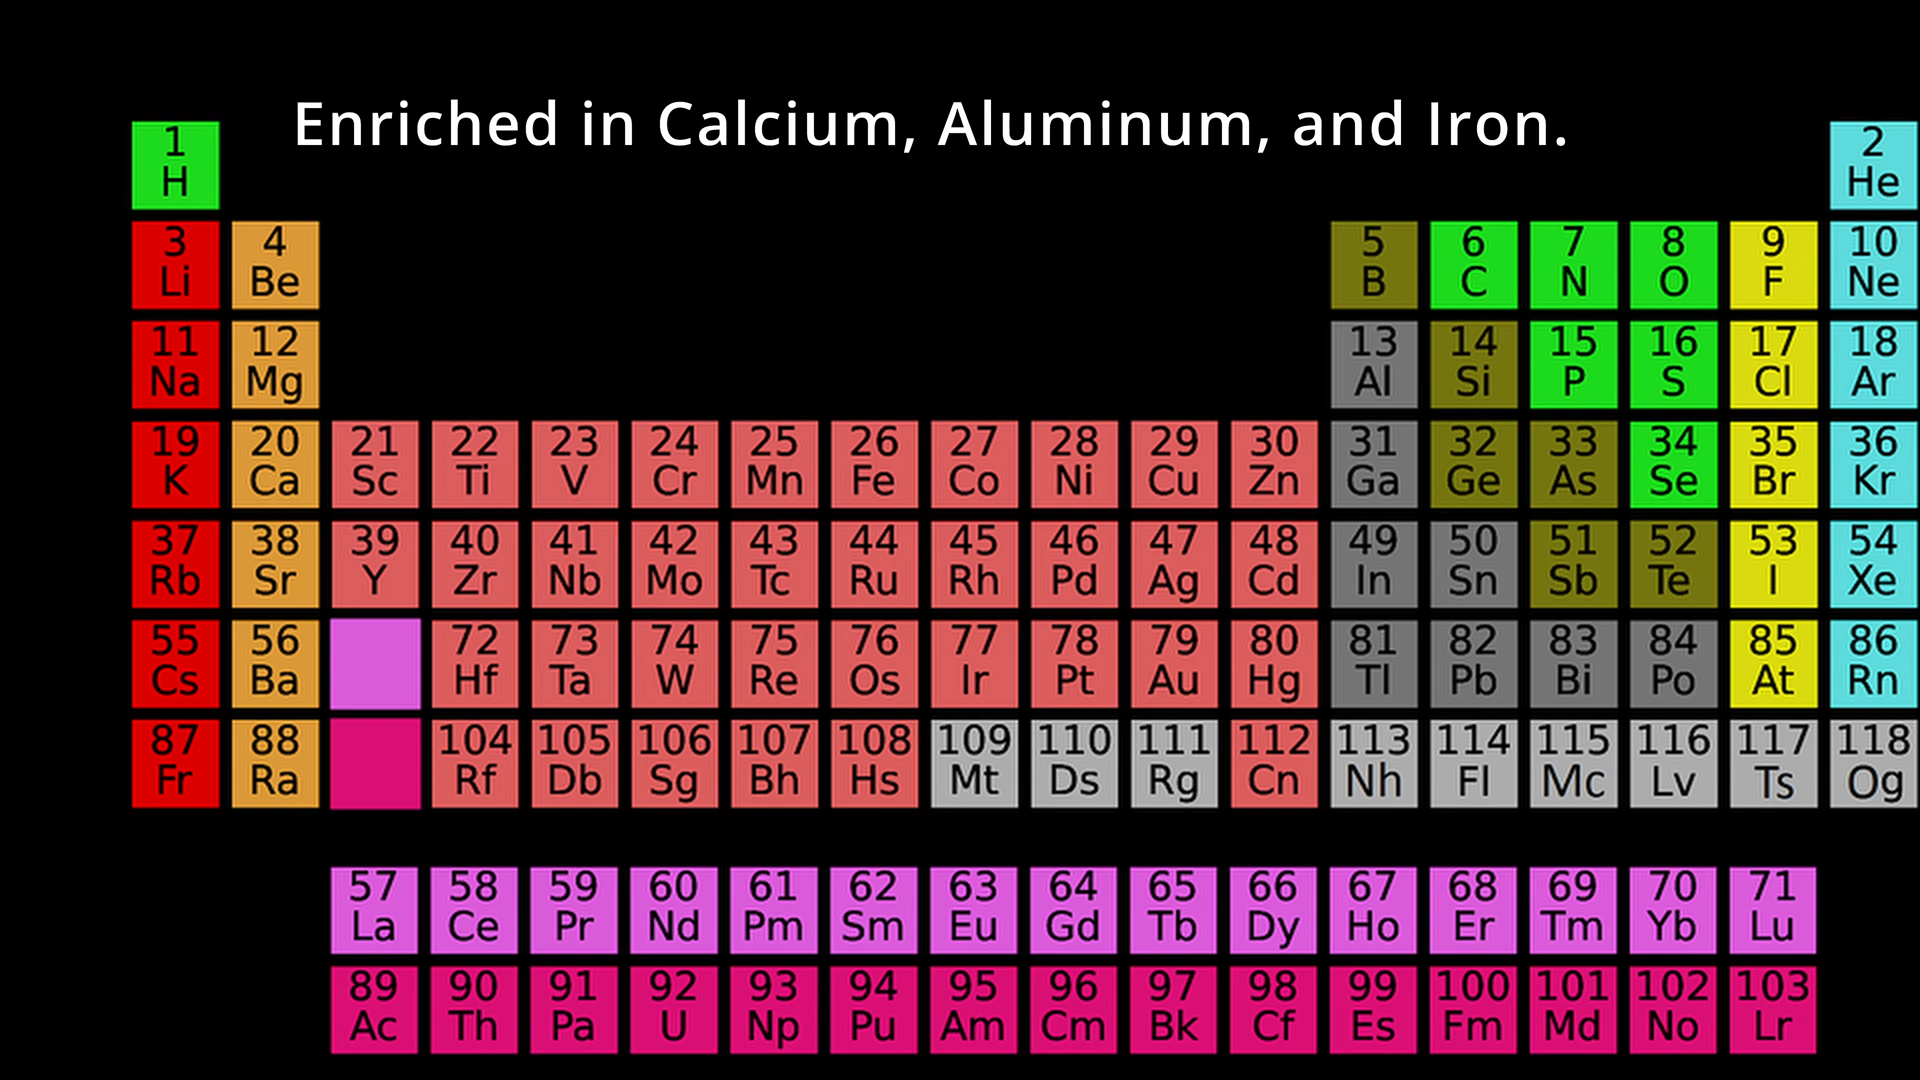 Enriched in Calcium, Aluminum, and Iron.
1 2
H He
3 4 5 6 7 8 9 10
Li Be B C N O F Ne
11 12 13 14 15 16 17 18
Na Mg Al Si P S Cl Ar
19 20 21 22 23 24 25 26 27 28 29 30 31 32 33 34 35 36
K Ca Sc Ti V Cr Mn Fe Co Ni Cu Zn Ga Ge As Se Br Kr
37 38 39 40 41 42 43 44 45 46 47 48 49 50 51 52 53 54
Rb Sr Y Zr Nb Mo Tc Ru Rh Pd Ag Cd In Sn Sb Te I Xe
55 56 72 73 74 75 76 77 78 79 80 81 82 83 84 85 86
Cs Ba Hf Ta W Re Os Ir Pt Au Hg Tl Pb Bi Po At Rn
87 88 104 105 106 107 108 109 110 111 112 113 114 115 116 117 118
Fr Ra Rf Db Sg Bh Hs Mt Ds Rg Cn Nh Fl Mc Lv Ts Og
57 58 59 60 61 62 63 64 65 66 67 68 69 70 71
La Ce Pr Nd Pm Sm Eu Gd Tb Dy Ho Er Tm Yb Lu
89 90 91 92 93 94 95 96 97 98 99 100 101 102 103
Ac Th Pa U Np Pu Am Cm Bk Cf Es Fm Md No Lr